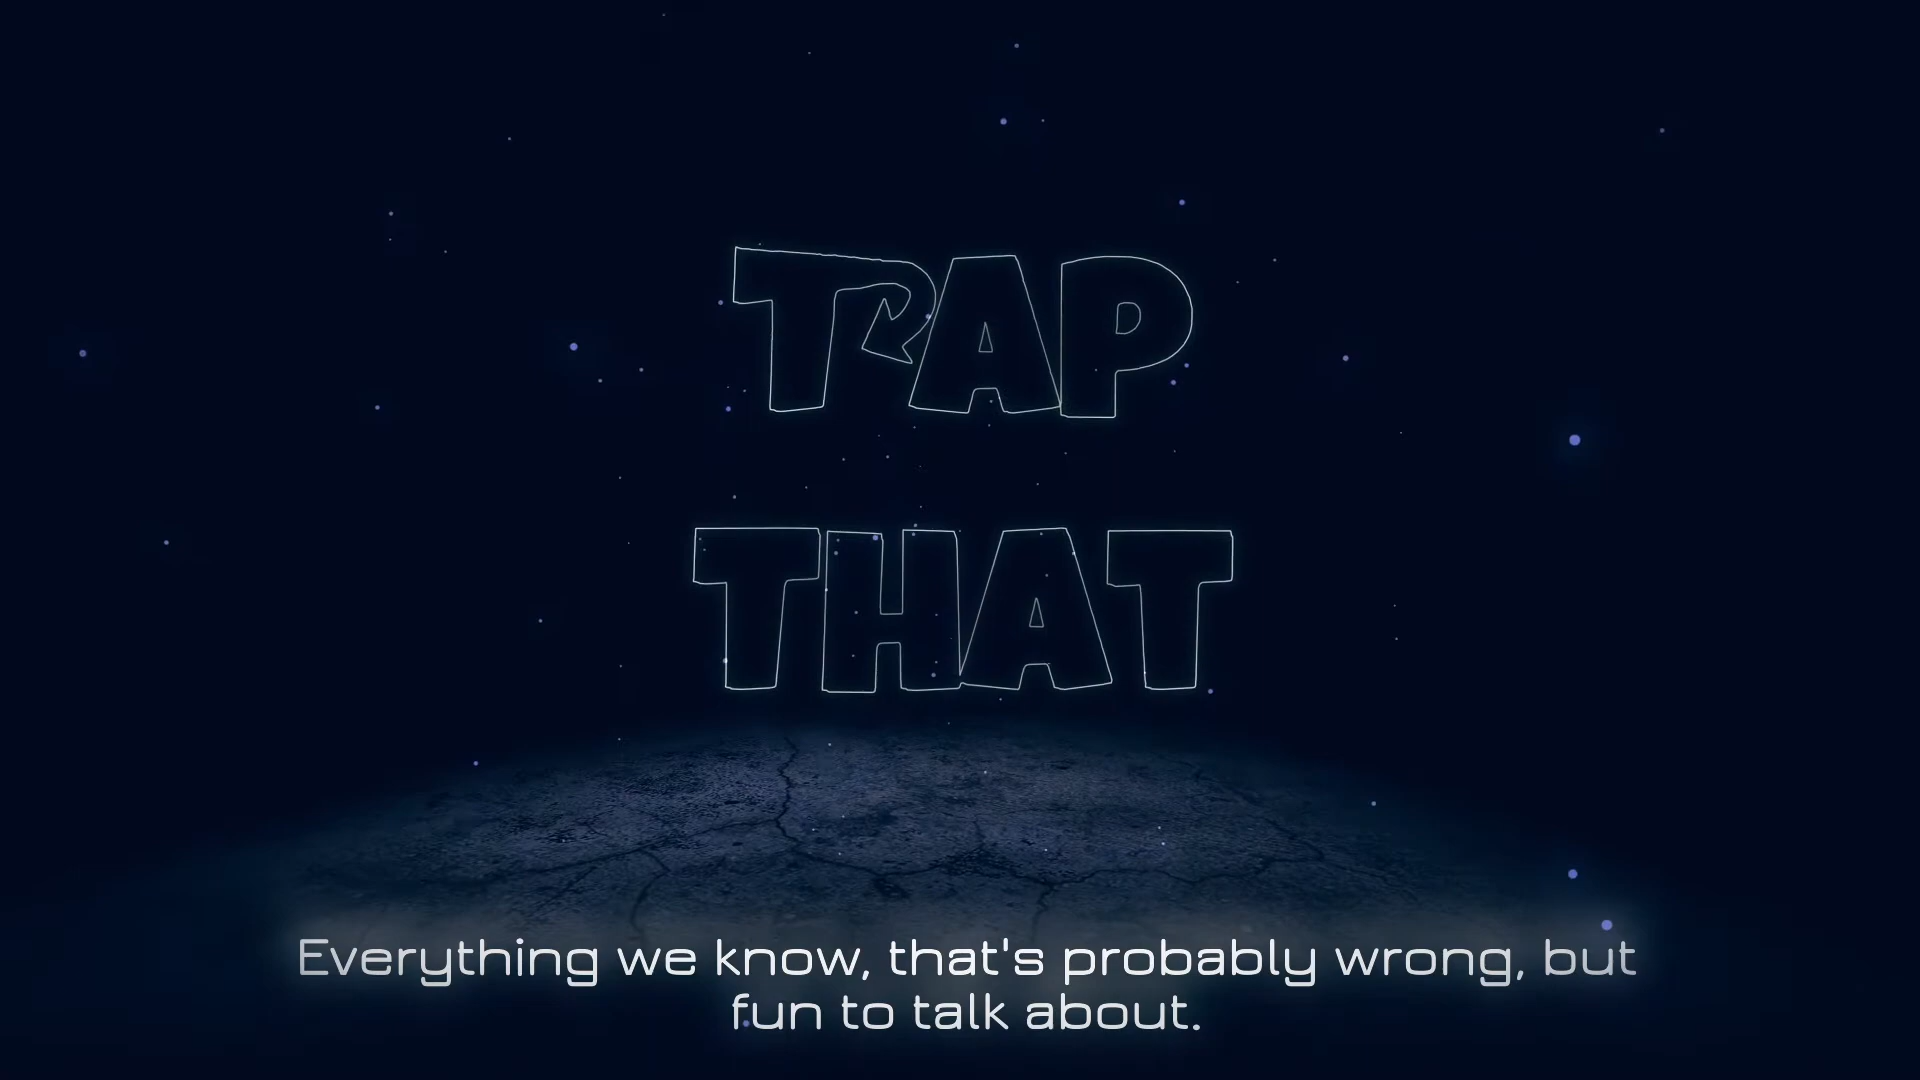 TRAP
THAT
Everything we know, that's probably wrong, but
fun to talk about.